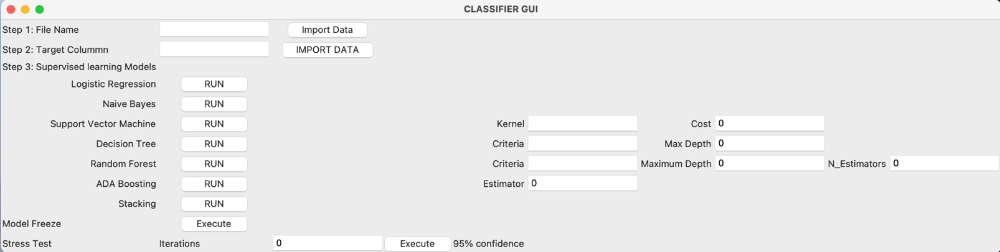 CLASSIFIER GUI
Step 1: File Name Import Data
Step 2: Target Colummn IMPORT DATA
Step 3: Supervised learning Models
Logistic Regression RUN
Naive Bayes RUN
Support Vector Machine RUN Kernel Cost 0
Decision Tree RUN Criteria Max Depth 0
Random Forest RUN Criteria Maximum Depth 0 N_Estimators 0
ADA Boosting RUN Estimator 0
Stacking RUN
Model Freeze Execute
Stress Test Iterations 0 Execute 95% confidence